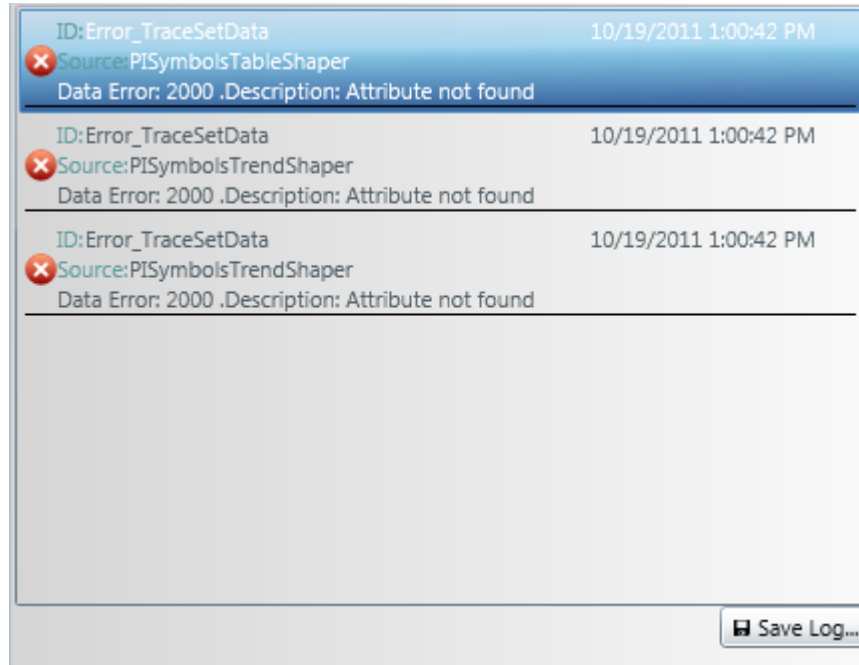 ID:Error_TraceSetData 10/19/2011 1:00:42 PM
Source:PISymbolsTableShaper
Data Error: 2000 .Description: Attribute not found
ID:Error_TraceSetData 10/19/2011 1:00:42 PM
Source:PISymbolsTrendShaper
Data Error: 2000 .Description: Attribute not found
ID:Error_TraceSetData 10/19/2011 1:00:42 PM
Source:PISymbolsTrendShaper
Data Error: 2000 .Description: Attribute not found
Save Log...